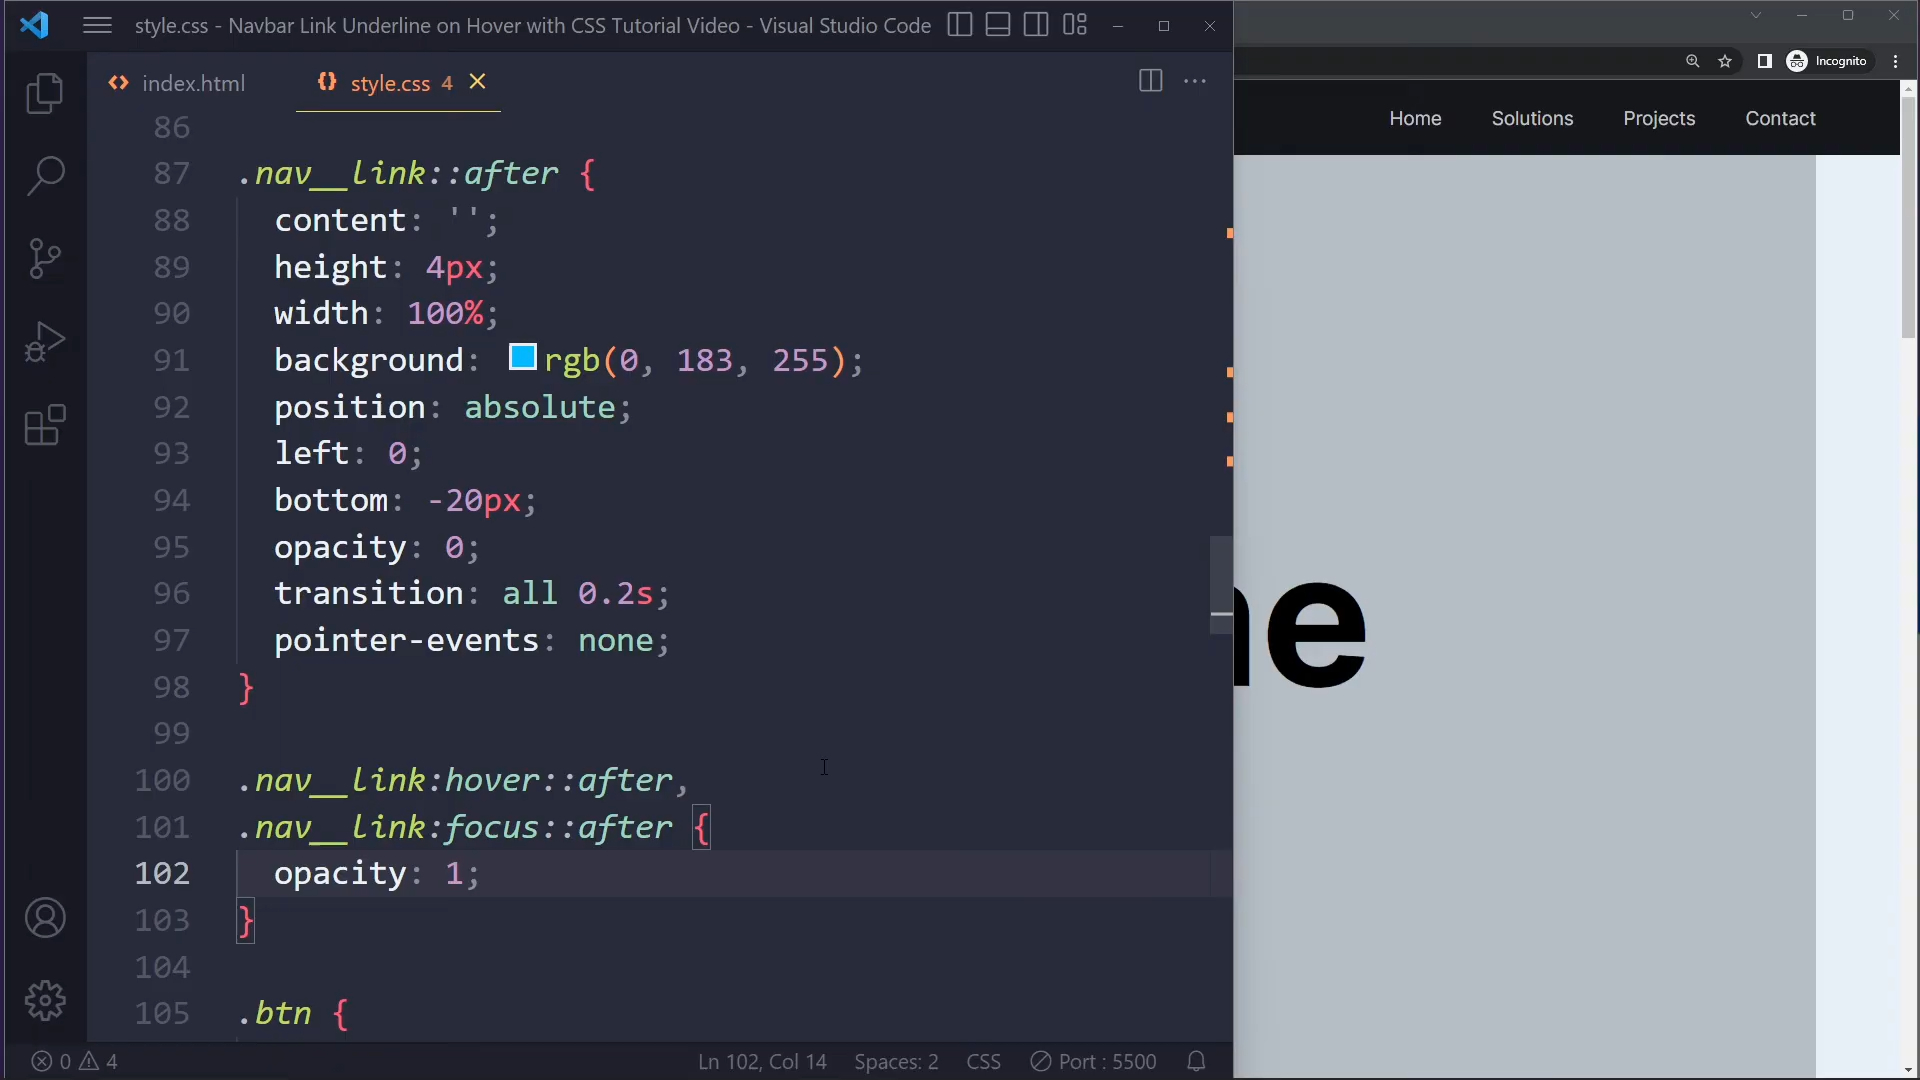 style.css - Navbar Link Underline on Hover with CSS Tutorial Video - Visual Studio Code
index.html
style.css 4
Incognito
Home Solutions Projects Contact
86
87 .nav__link::after {
88 content: '';
89 height: 4px;
90 width: 100%;
91 background: rgb(0, 183, 255);
92 position: absolute;
93 left: 0;
94 bottom: -20px;
95 opacity: 0;
96 transition: all 0.2s;
97 pointer-events: none;
98 }
99
100 .nav__link:hover::after,
101 .nav__link:focus::after {
102 opacity: 1;
103 }
104
105 .btn {
0 4 Ln 102, Col 14 Spaces: 2 CSS Port : 5500